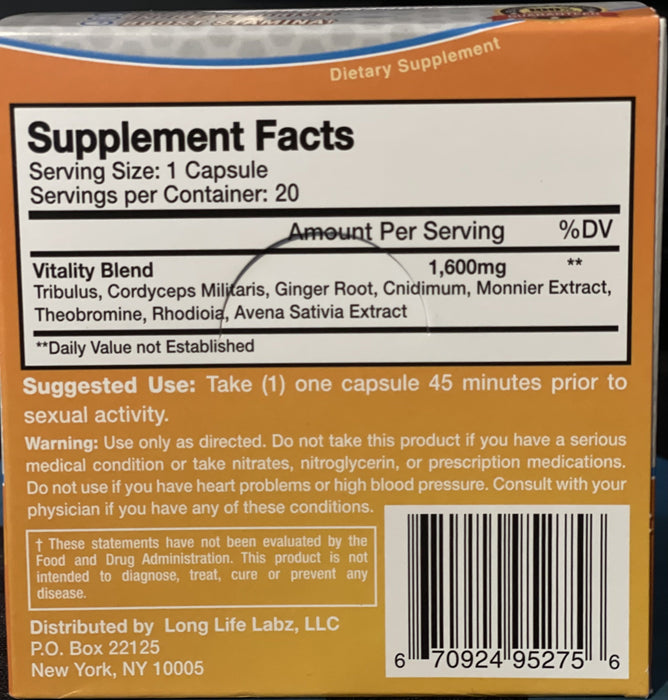 BOOST STAMINA!
Dietary Supplement
Supplement Facts
Serving Size: 1 Capsule
Servings per Container: 20
Amount Per Serving %DV
Vitality Blend 1,600mg **
Tribulus, Cordyceps Militaris, Ginger Root, Cnidimum, Monnier Extract,
Theobromine, Rhodioia, Avena Sativia Extract
**Daily Value not Established
Suggested Use: Take (1) one capsule 45 minutes prior to
sexual activity.
Warning: Use only as directed. Do not take this product if you have a serious
medical condition or take nitrates, nitroglycerin, or prescription medications.
Do not use if you have heart problems or high blood pressure. Consult with your
physician if you have any of these conditions.
† These statements have not been evaluated by the
Food and Drug Administration. This product is not
intended to diagnose, treat, cure or prevent any
disease.
Distributed by Long Life Labz, LLC
P.O. Box 22125
New York, NY 10005
6 70924 95275 6